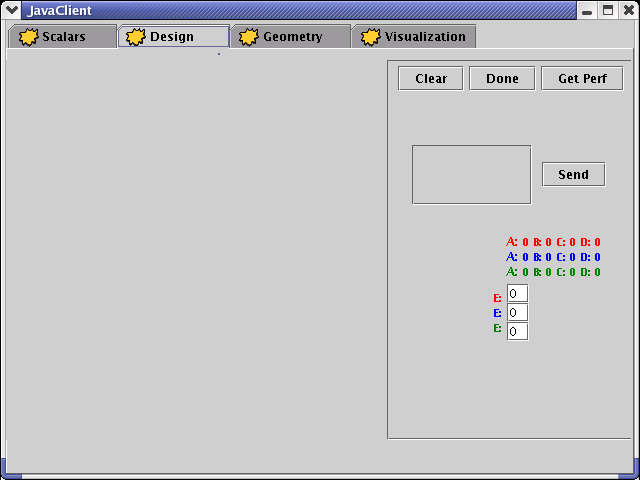 JavaClient
Scalars Design Geometry Visualization
Clear Done Get Perf
Send
A: 0 B: 0 C: 0 D: 0
A: 0 B: 0 C: 0 D: 0
A: 0 B: 0 C: 0 D: 0
E: 0
E: 0
E: 0